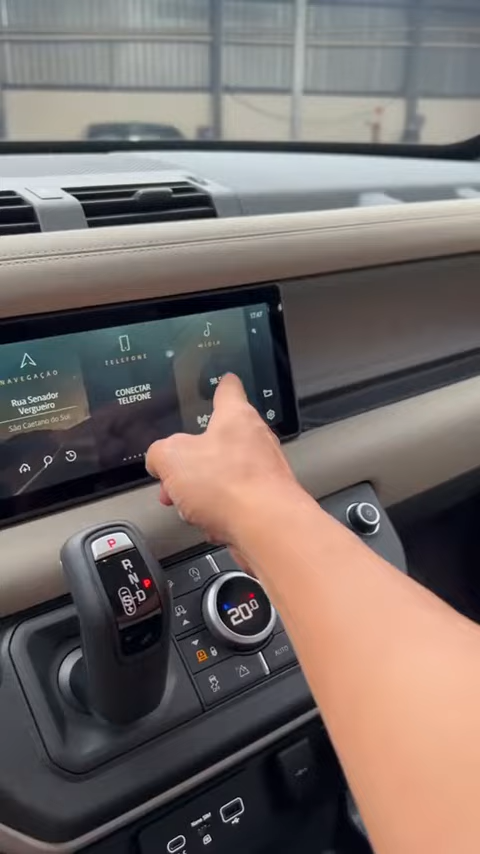 17:47
NAVEGAÇÃO
Rua Senador
Vergueiro
São Caetano do Sul
TELEFONE
CONECTAR
TELEFONE
MÍDIA
P
R
N
D
P
S
20.0
AUTO